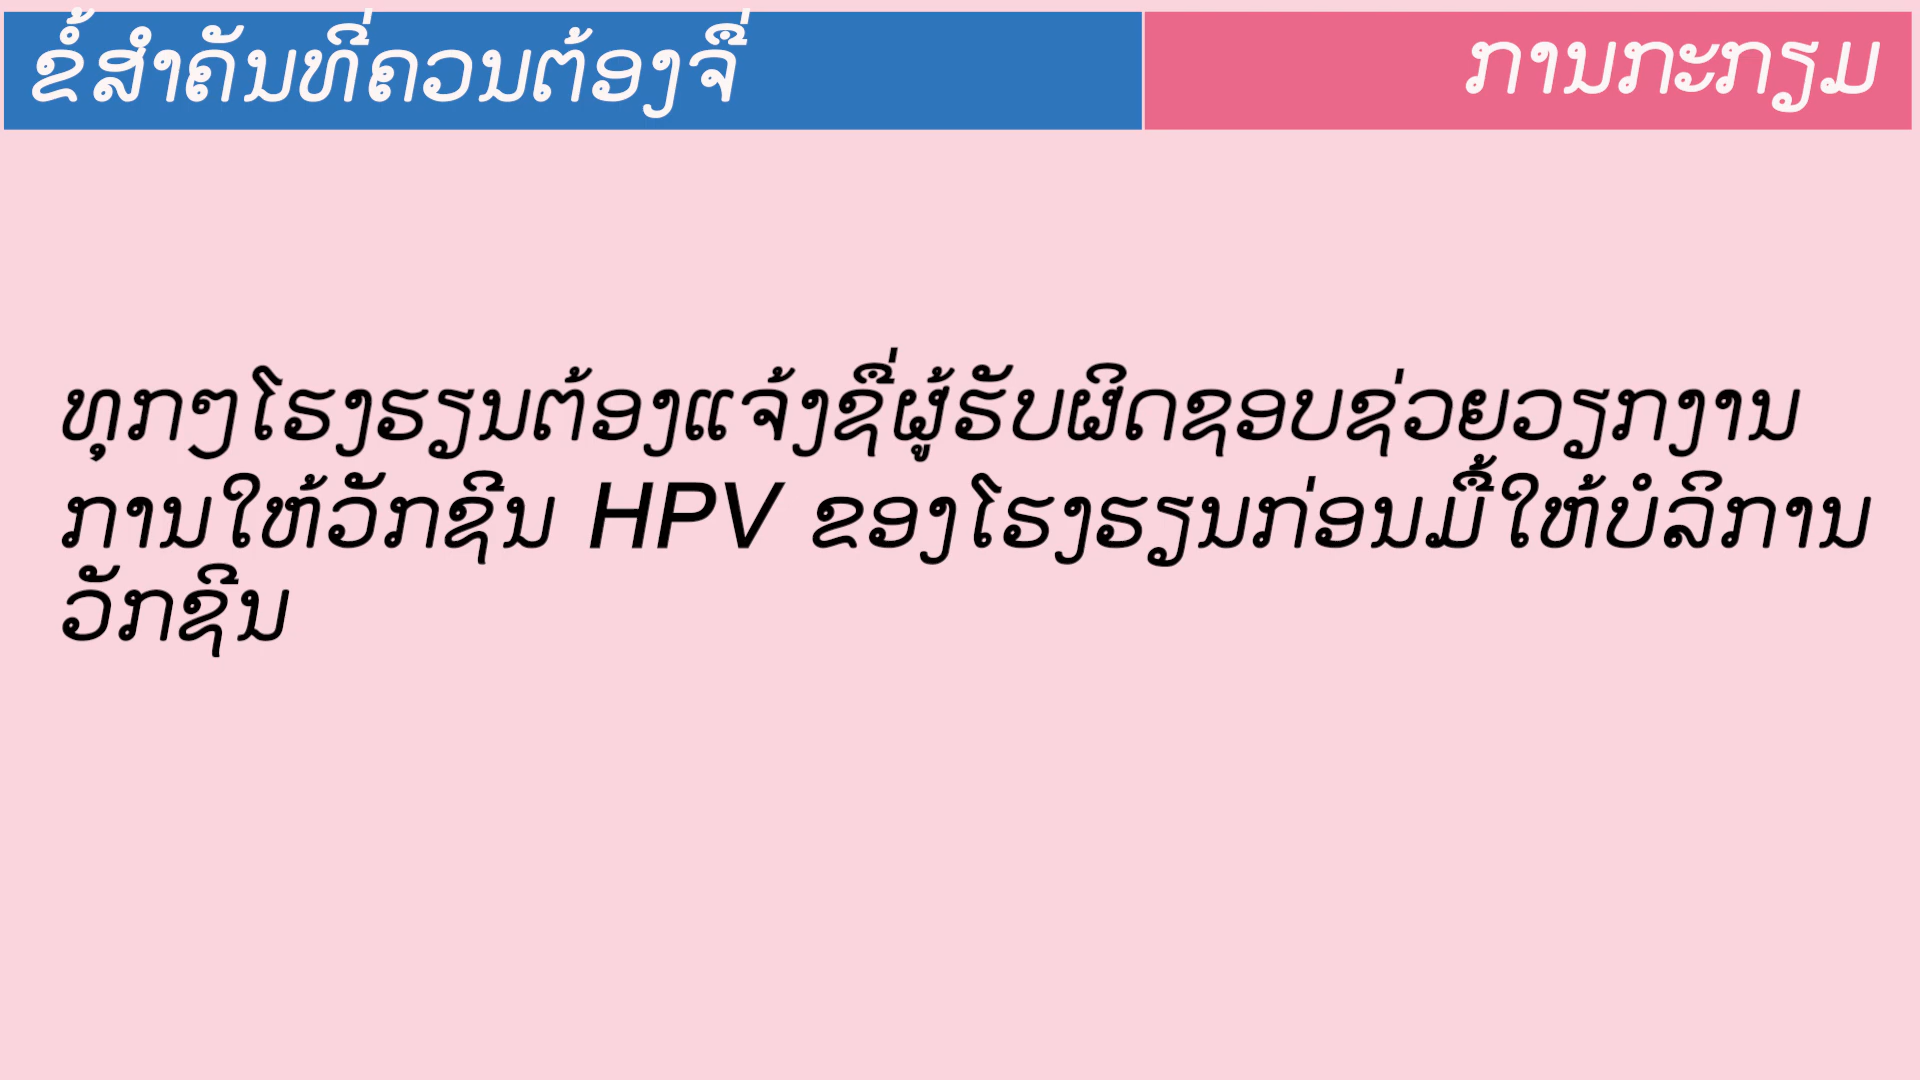 ຂໍ້ສຳຄັນທີ່ຄວນຕ້ອງຈື່
ການກະກຽມ
ທຸກໆໂຮງຮຽນຕ້ອງແຈ້ງຊື່ຜູ້ຮັບຜິດຊອບຊ່ວຍວຽກງານ
ການໃຫ້ວັກຊີນ HPV ຂອງໂຮງຮຽນກ່ອນມື້ໃຫ້ບໍລິການ
ວັກຊີນ